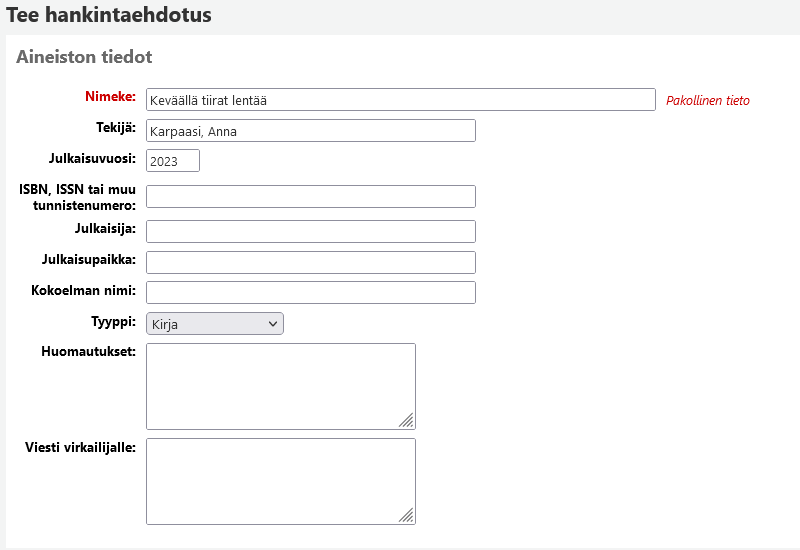 Tee hankintaehdotus
Aineiston tiedot
Nimeke: Keväällä tiirat lentää Pakollinen tieto
Tekijä: Karpaasi, Anna
Julkaisuvuosi: 2023
ISBN, ISSN tai muu
tunnistenumero:
Julkaisija:
Julkaisupaikka:
Kokoelman nimi:
Tyyppi: Kirja
Huomautukset:
Viesti virkailijalle: